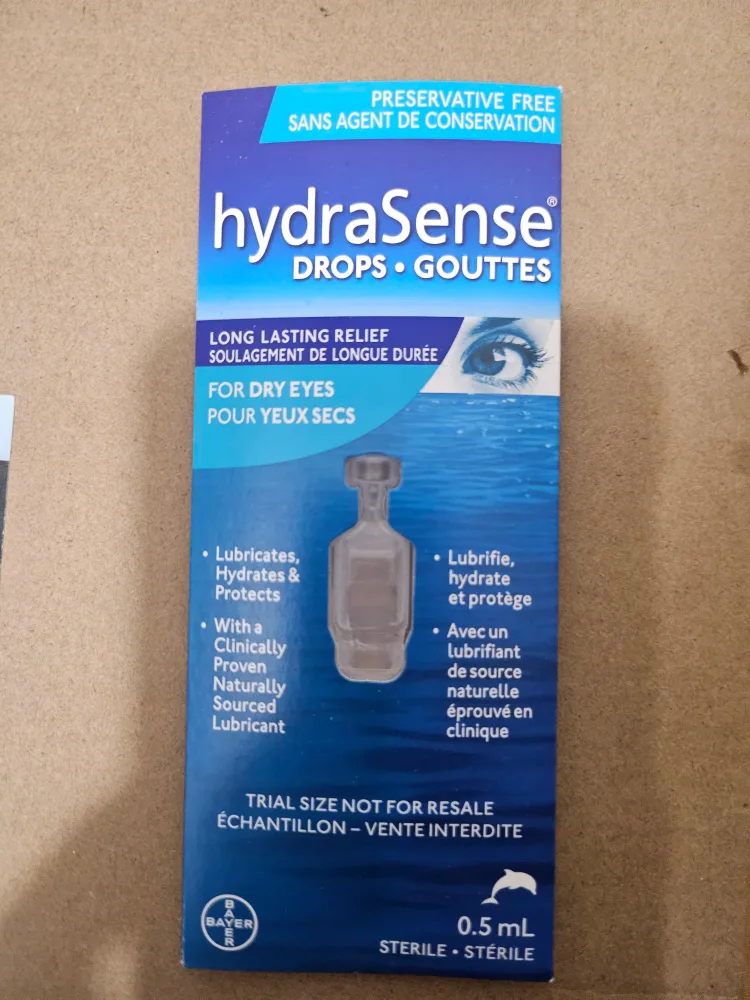 PRESERVATIVE FREE
SANS AGENT DE CONSERVATION
hydraSense®
DROPS • GOUTTES
LONG LASTING RELIEF
SOULAGEMENT DE LONGUE DURÉE
FOR DRY EYES
POUR YEUX SECS
• Lubricates,
Hydrates &
Protects
• With a
Clinically
Proven
Naturally
Sourced
Lubricant
• Lubrifie,
hydrate
et protège
• Avec un
lubrifiant
de source
naturelle
éprouvé en
clinique
TRIAL SIZE NOT FOR RESALE
ÉCHANTILLON – VENTE INTERDITE
BAYER
BAYER
0.5 mL
STERILE • STÉRILE